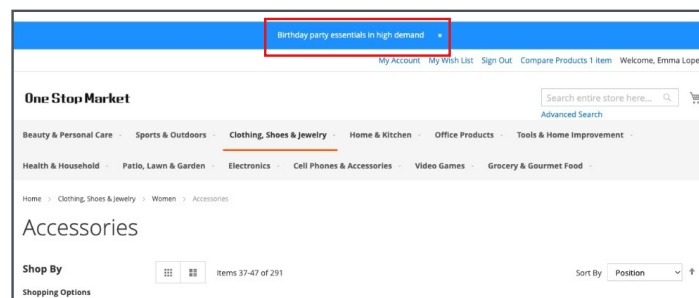 Birthday party essentials in high demand ×
My Account My Wish List Sign Out Compare Products 1 item Welcome, Emma Lope
One Stop Market
Search entire store here...
Advanced Search
Beauty & Personal Care Sports & Outdoors Clothing, Shoes & Jewelry Home & Kitchen Office Products Tools & Home Improvement
Health & Household Patio, Lawn & Garden Electronics Cell Phones & Accessories Video Games Grocery & Gourmet Food
Home > Clothing, Shoes & Jewelry > Women > Accessories
Accessories
Shop By
Items 37-47 of 291
Sort By Position
Shopping Options